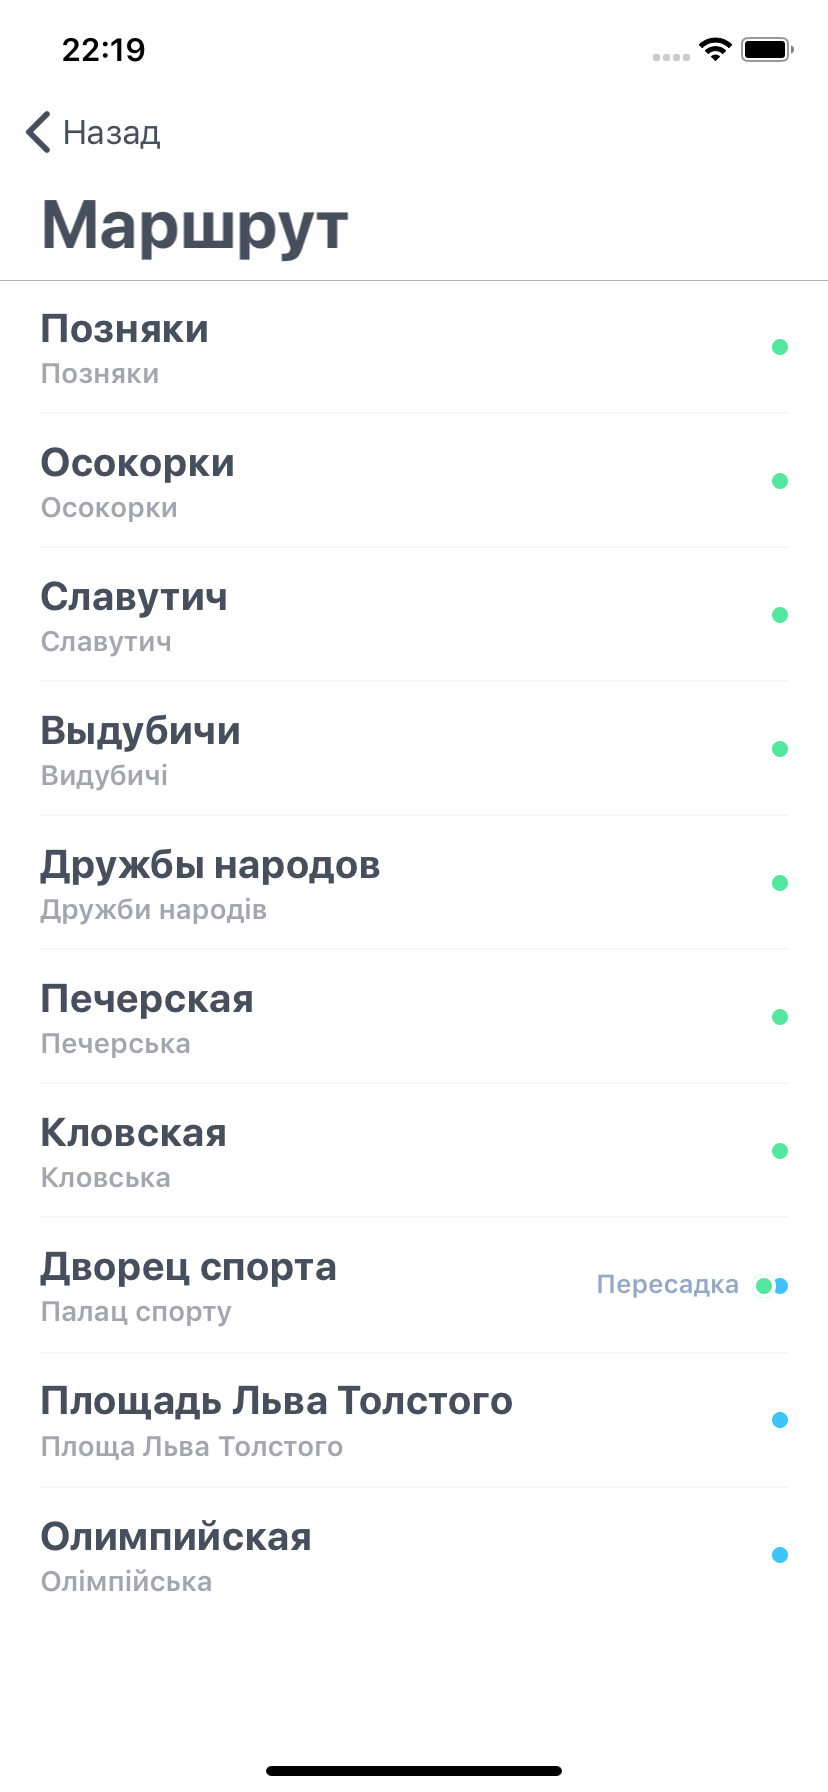 22:19
Назад
Маршрут
Позняки
Позняки
Осокорки
Осокорки
Славутич
Славутич
Выдубичи
Видубичі
Дружбы народов
Дружби народів
Печерская
Печерська
Кловская
Кловська
Дворец спорта
Пересадка
Палац спорту
Площадь Льва Толстого
Площа Льва Толстого
Олимпийская
Олімпійська